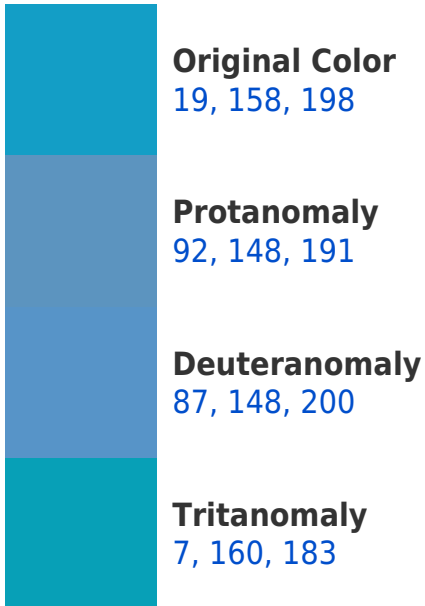 Original Color
19, 158, 198
Protanomaly
92, 148, 191
Deuteranomaly
87, 148, 200
Tritanomaly
7, 160, 183